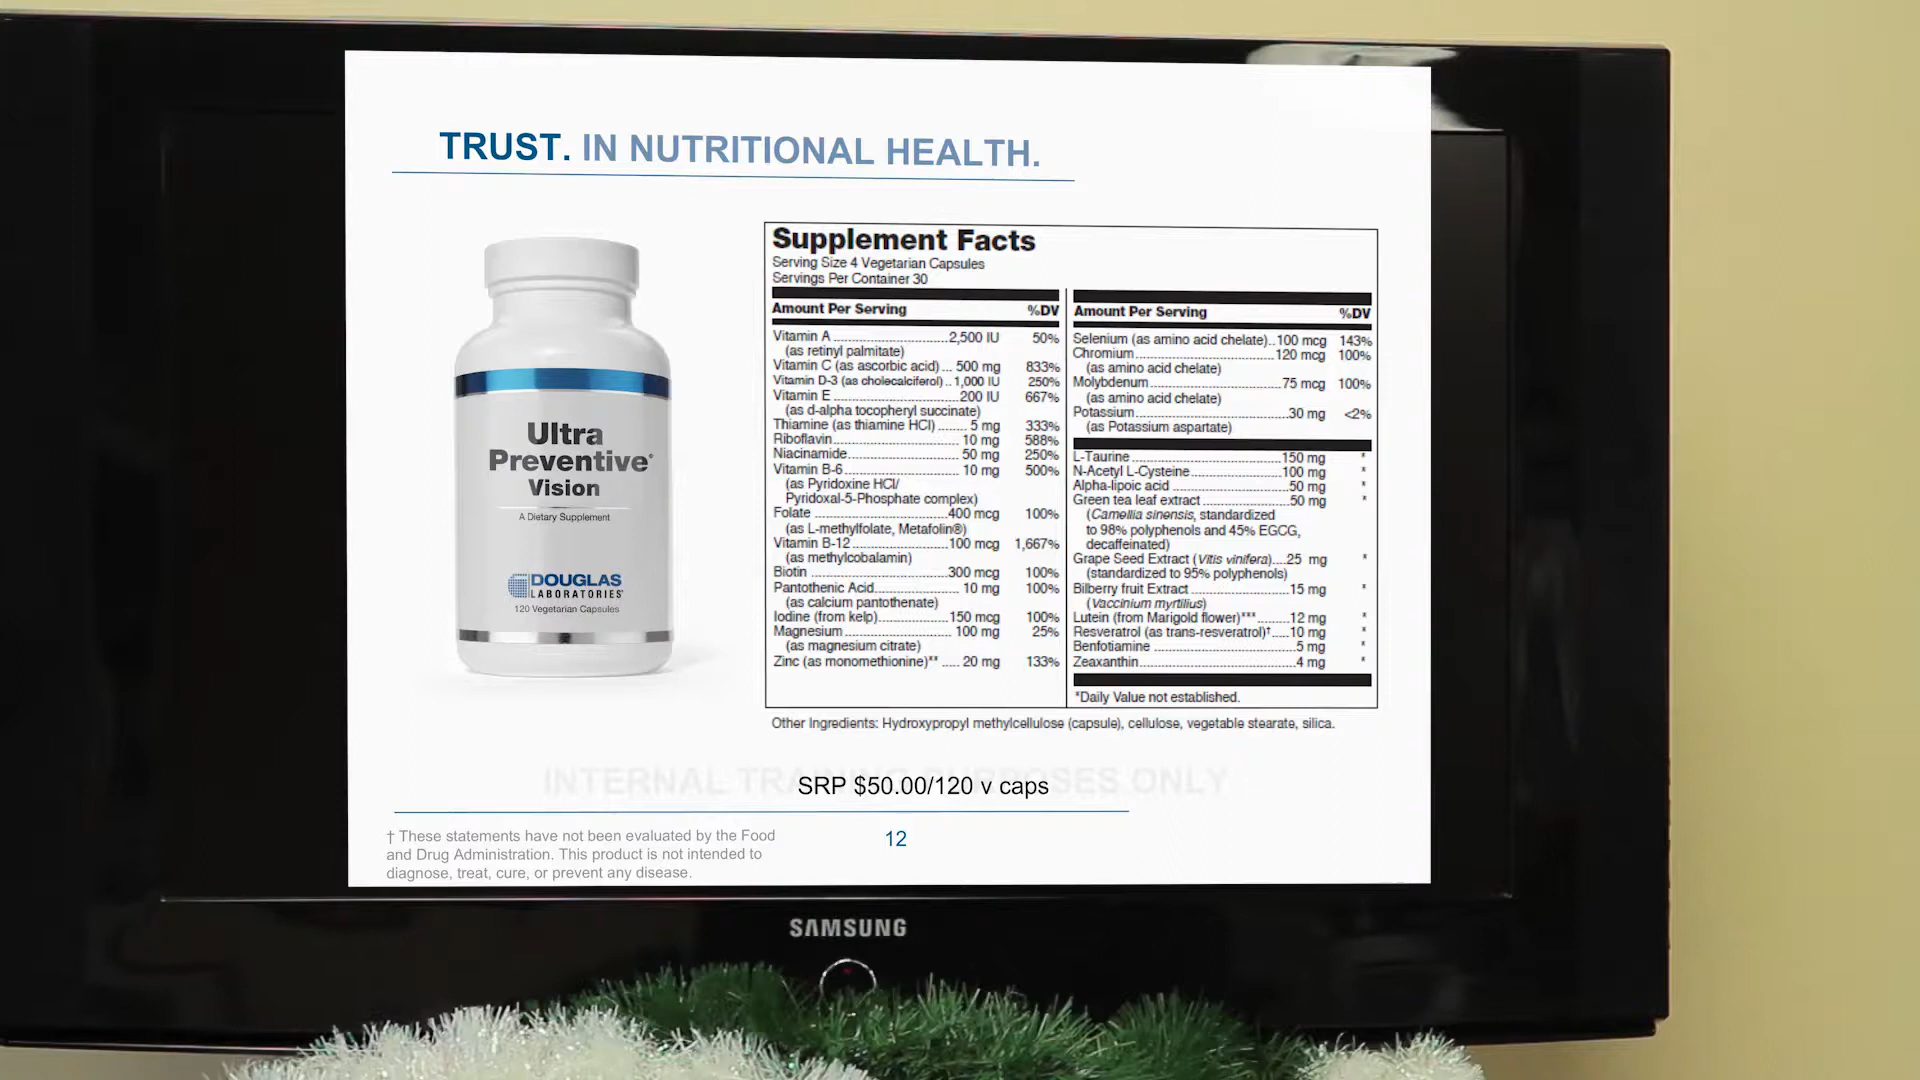 TRUST. IN NUTRITIONAL HEALTH.
Ultra
Preventive®
Vision
A Dietary Supplement
DOUGLAS
LABORATORIES®
120 Vegetarian Capsules
Supplement Facts
Serving Size 4 Vegetarian Capsules
Servings Per Container 30
Amount Per Serving %DV
Vitamin A 2,500 IU 50%
(as retinyl palmitate)
Vitamin C (as ascorbic acid) ... 500 mg 833%
Vitamin D-3 (as cholecalciferol) .. 1,000 IU 250%
Vitamin E 200 IU 667%
(as d-alpha tocopheryl succinate)
Thiamine (as thiamine HCl) 5 mg 333%
Riboflavin 10 mg 588%
Niacinamide 50 mg 250%
Vitamin B-6 10 mg 500%
(as Pyridoxine HCl/
Pyridoxal-5-Phosphate complex)
Folate 400 mcg 100%
(as L-methylfolate, Metafolin®)
Vitamin B-12 100 mcg 1,667%
(as methylcobalamin)
Biotin 300 mcg 100%
Pantothenic Acid 10 mg 100%
(as calcium pantothenate)
Iodine (from kelp) 150 mcg 100%
Magnesium 100 mg 25%
(as magnesium citrate)
Zinc (as monomethionine)** ..... 20 mg 133%
Amount Per Serving %DV
Selenium (as amino acid chelate)..100 mcg 143%
Chromium 120 mcg 100%
(as amino acid chelate)
Molybdenum 75 mcg 100%
(as amino acid chelate)
Potassium 30 mg <2%
(as Potassium aspartate)
L-Taurine 150 mg *
N-Acetyl L-Cysteine 100 mg *
Alpha-lipoic acid 50 mg *
Green tea leaf extract 50 mg *
(Camellia sinensis, standardized
to 98% polyphenols and 45% EGCG,
decaffeinated)
Grape Seed Extract (Vitis vinifera)....25 mg *
(standardized to 95% polyphenols)
Bilberry fruit Extract 15 mg *
(Vaccinium myrtilius)
Lutein (from Marigold flower)*** 12 mg *
Resveratrol (as trans-resveratrol)† 10 mg *
Benfotiamine 5 mg *
Zeaxanthin 4 mg *
*Daily Value not established.
Other Ingredients: Hydroxypropyl methylcellulose (capsule), cellulose, vegetable stearate, silica.
INTERNAL TRAINING PURPOSES ONLY
SRP $50.00/120 v caps
† These statements have not been evaluated by the Food
and Drug Administration. This product is not intended to
diagnose, treat, cure, or prevent any disease.
12
SAMSUNG